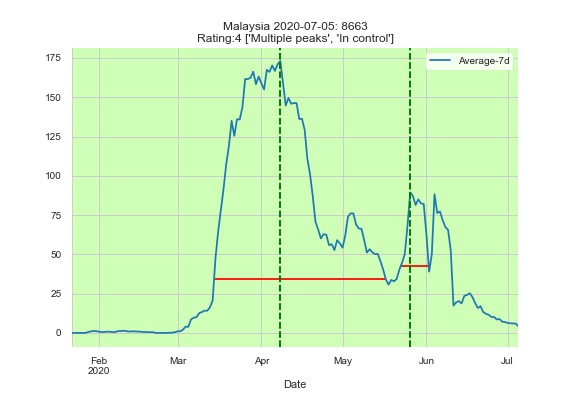 Malaysia 2020-07-05: 8663
Rating:4 ['Multiple peaks', 'In control']
Average-7d
175
150
125
100
75
50
25
0
Feb
2020
Mar
Apr
May
Jun
Jul
Date